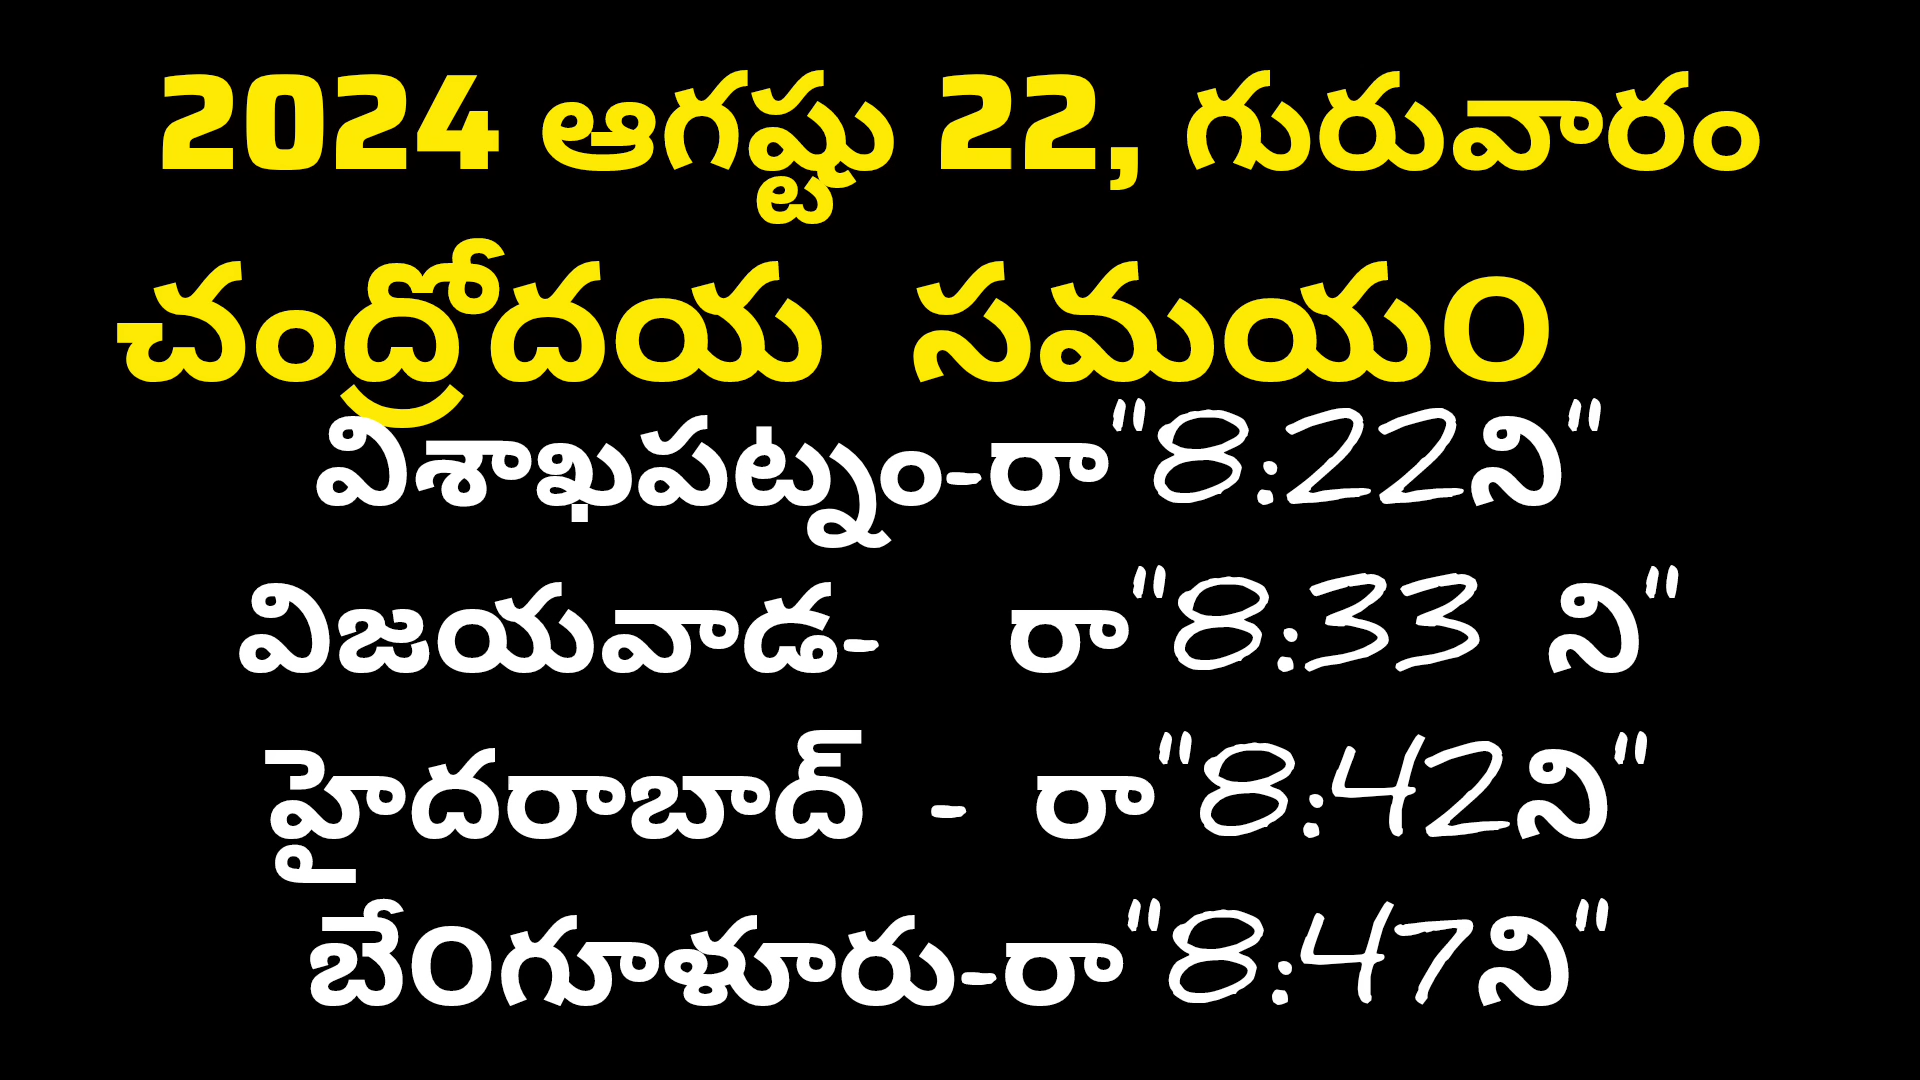 2024 ఆగష్టు 22, గురువారం
చంద్రోదయ సమయం
విశాఖపట్నం-రా"8:22ని"
విజయవాడ- రా"8:33 ని"
హైదరాబాద్ - రా"8:42ని"
బేంగూళూరు-రా"8:47ని"